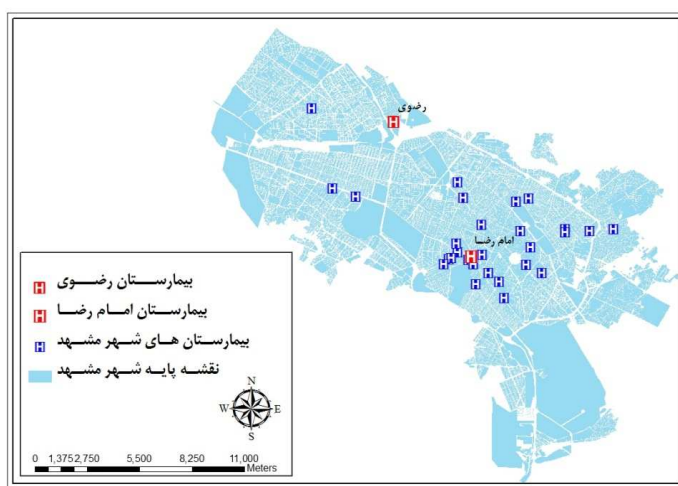 رضوی
امام رضا
بیمارستان رضوی
بیمارستان امام رضا
بیمارستان های شهر مشهد
نقشه پایه شهر مشهد
N
W E
S
0 1,375 2,750 5,500 8,250 11,000
Meters